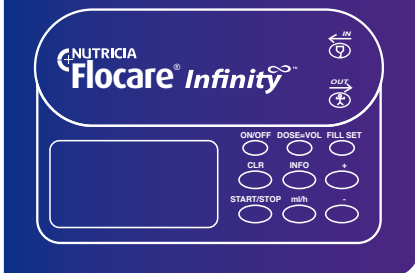 IN
NUTRICIA
Flocare® Infinity™
OUT
ON/OFF DOSE=VOL FILL SET
CLR INFO +
START/STOP ml/h -